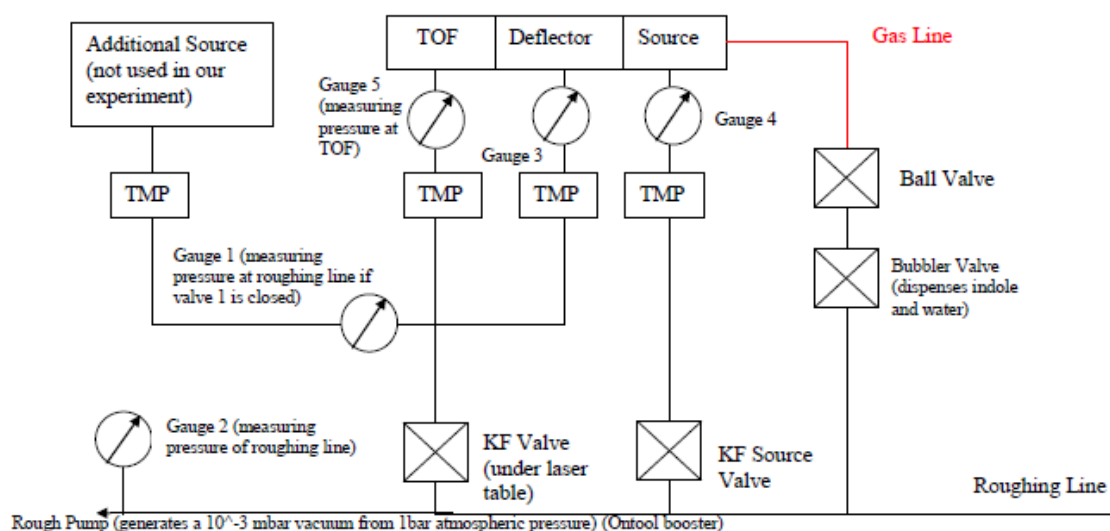 Additional Source
(not used in our
experiment)
TOF
Deflector
Source
Gas Line
Gauge 5
(measuring
pressure at
TOF)
Gauge 3
Gauge 4
TMP
TMP
TMP
TMP
Ball Valve
Gauge 1 (measuring
pressure at roughing line if
valve 1 is closed)
Bubbler Valve
(dispenses indole
and water)
Gauge 2 (measuring
pressure of roughing line)
KF Valve
(under laser
table)
KF Source
Valve
Roughing Line
Rough Pump (generates a 10^-3 mbar vacuum from 1bar atmospheric pressure) (Ontool booster)